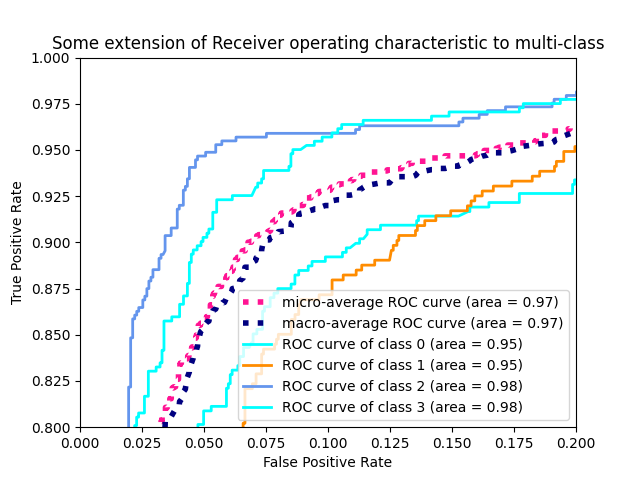 Some extension of Receiver operating characteristic to multi-class
True Positive Rate
1.000
0.975
0.950
0.925
0.900
0.875
0.850
0.825
0.800
micro-average ROC curve (area = 0.97)
macro-average ROC curve (area = 0.97)
ROC curve of class 0 (area = 0.95)
ROC curve of class 1 (area = 0.95)
ROC curve of class 2 (area = 0.98)
ROC curve of class 3 (area = 0.98)
0.000 0.025 0.050 0.075 0.100 0.125 0.150 0.175 0.200
False Positive Rate